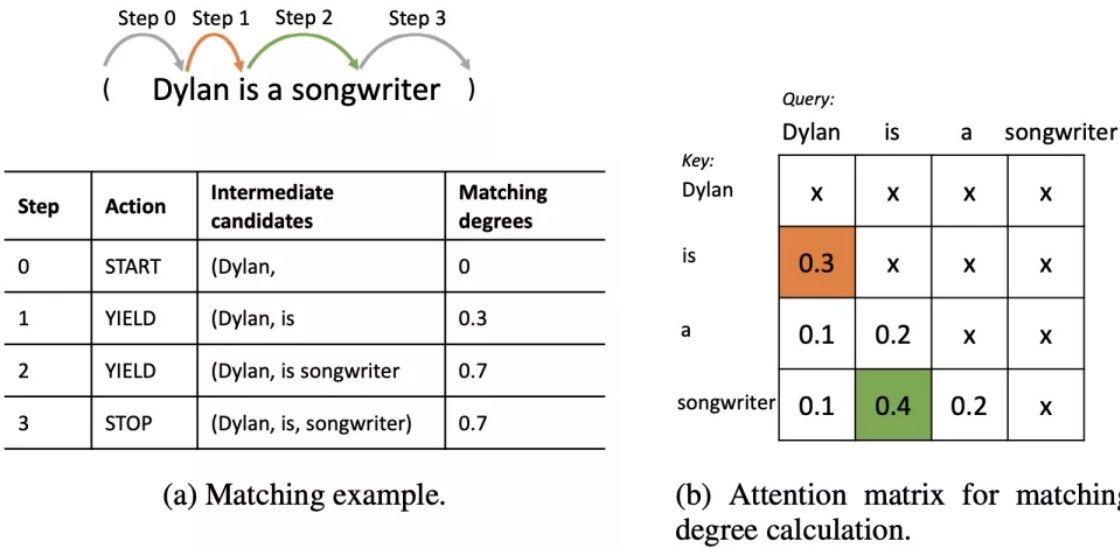 Step 0 Step 1 Step 2 Step 3
( Dylan is a songwriter )
Step Action Intermediate candidates Matching degrees
0 START (Dylan, 0
1 YIELD (Dylan, is 0.3
2 YIELD (Dylan, is songwriter 0.7
3 STOP (Dylan, is, songwriter) 0.7
(a) Matching example.
Query:
Dylan is a songwriter
Key:
Dylan x x x x
is 0.3 x x x
a 0.1 0.2 x x
songwriter 0.1 0.4 0.2 x
(b) Attention matrix for matching
degree calculation.